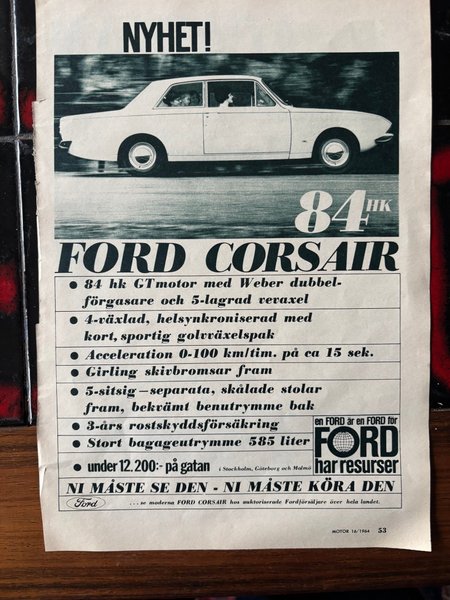 NYHET!
84 HK
FORD CORSAIR
• 84 hk GTmotor med Weber dubbel-
förgasare och 5-lagrad vevaxel
• 4-växlad, helsynkroniserad med
kort, sportig golvväxelspak
• Acceleration 0-100 km/tim. på ca 15 sek.
• Girling skivbromsar fram
• 5-sitsig—separata, skålade stolar
fram, bekvämt benutrymme bak
• 3-års rostskyddsförsäkring
• Stort bagageutrymme 585 liter
• under 12,200:- på gatan i Stockholm, Göteborg och Malmö
en FORD är en FORD för
FORD
har resurser
NI MÅSTE SE DEN - NI MÅSTE KÖRA DEN
Ford ...se moderna FORD CORSAIR hos auktoriserade Fordförsäljare över hela landet.
MOTOR 16/1964 53